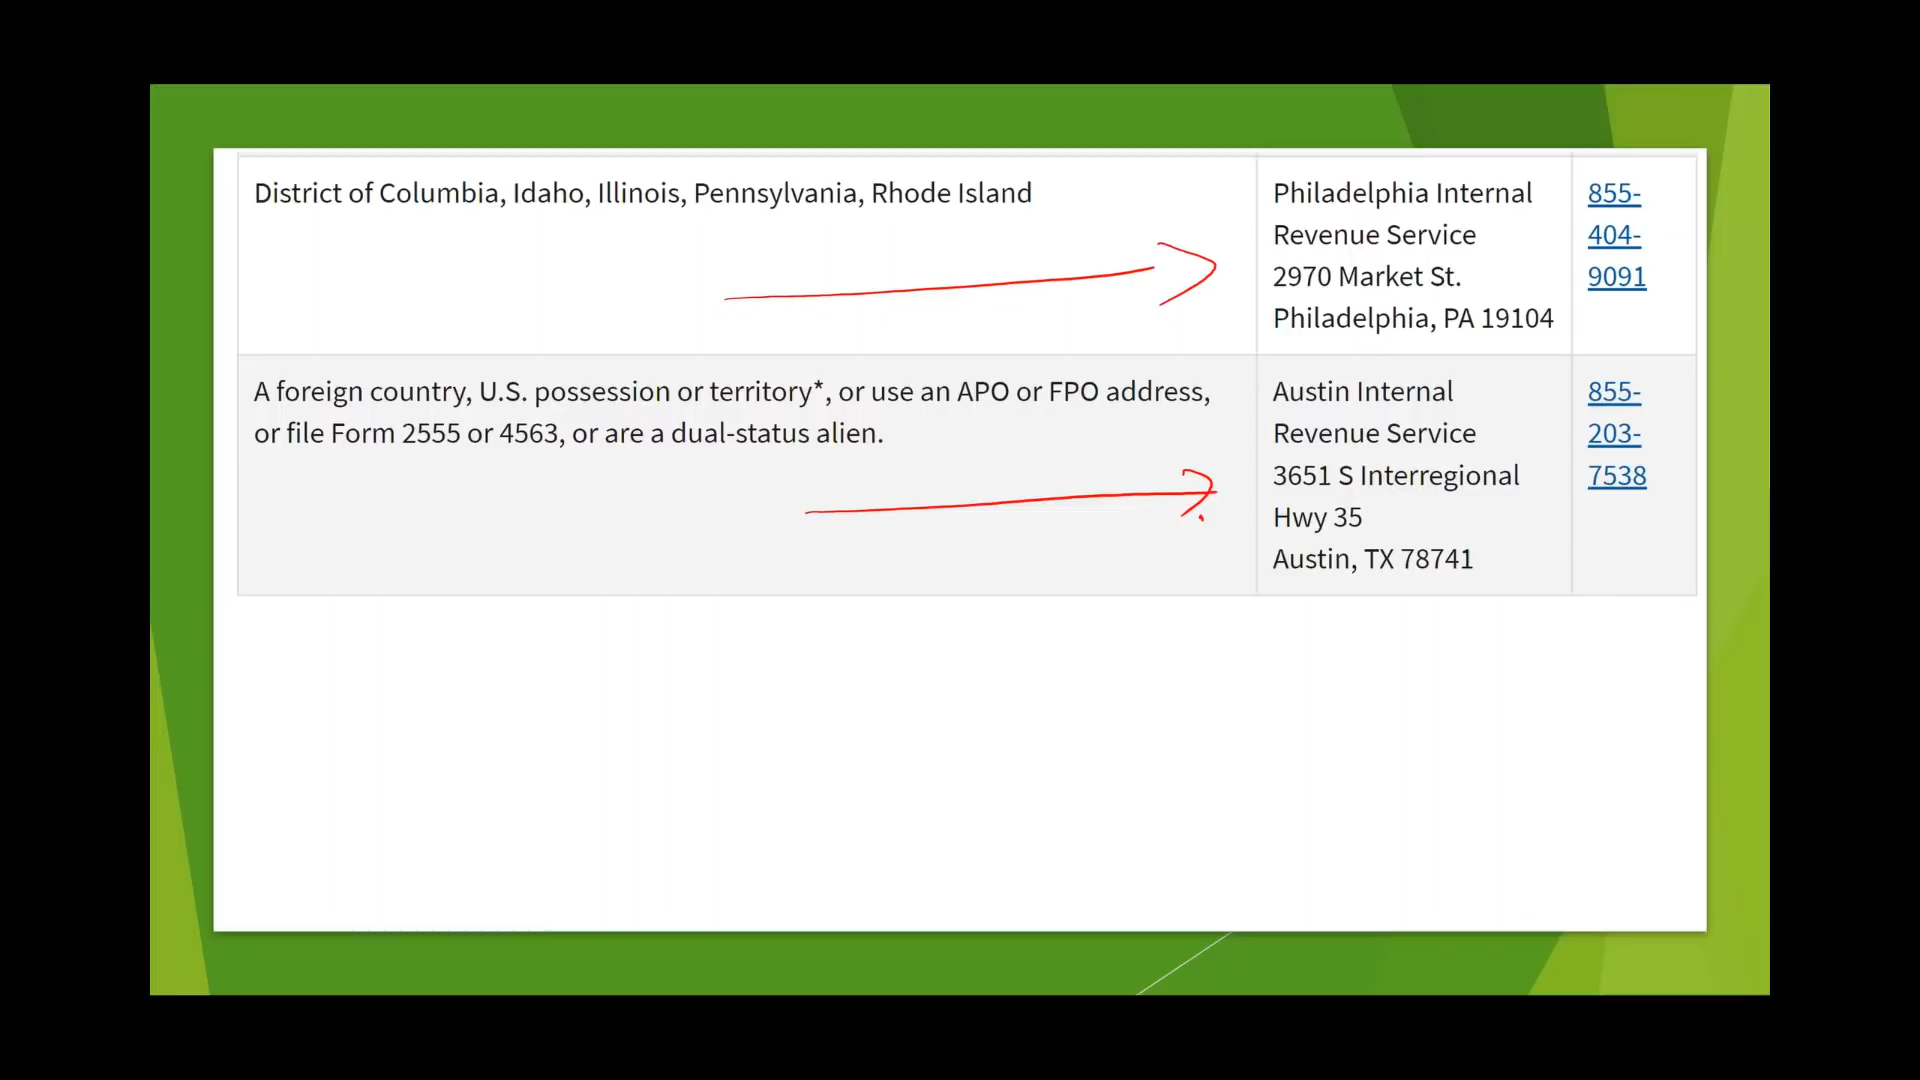 District of Columbia, Idaho, Illinois, Pennsylvania, Rhode Island
Philadelphia Internal
Revenue Service
2970 Market St.
Philadelphia, PA 19104
855-
404-
9091
A foreign country, U.S. possession or territory*, or use an APO or FPO address,
or file Form 2555 or 4563, or are a dual-status alien.
Austin Internal
Revenue Service
3651 S Interregional
Hwy 35
Austin, TX 78741
855-
203-
7538